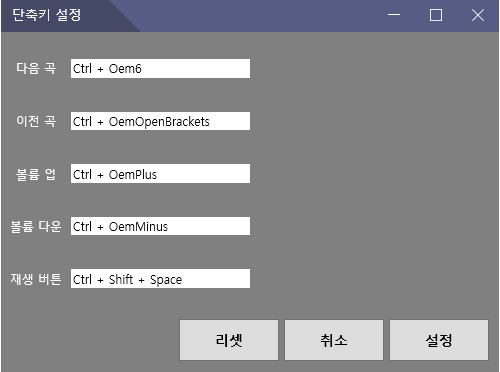 단축키 설정
다음 곡 Ctrl + Oem6
이전 곡 Ctrl + OemOpenBrackets
볼륨 업 Ctrl + OemPlus
볼륨 다운 Ctrl + OemMinus
재생 버튼 Ctrl + Shift + Space
리셋 취소 설정